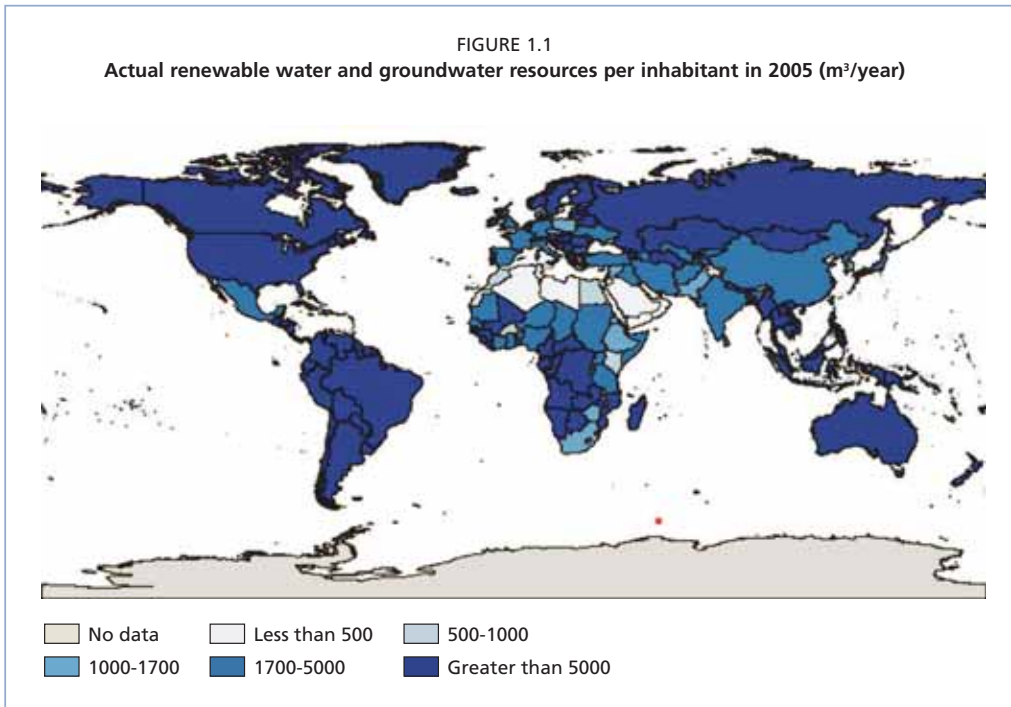 FIGURE 1.1
Actual renewable water and groundwater resources per inhabitant in 2005 (m³/year)
No data
Less than 500
500-1000
1000-1700
1700-5000
Greater than 5000